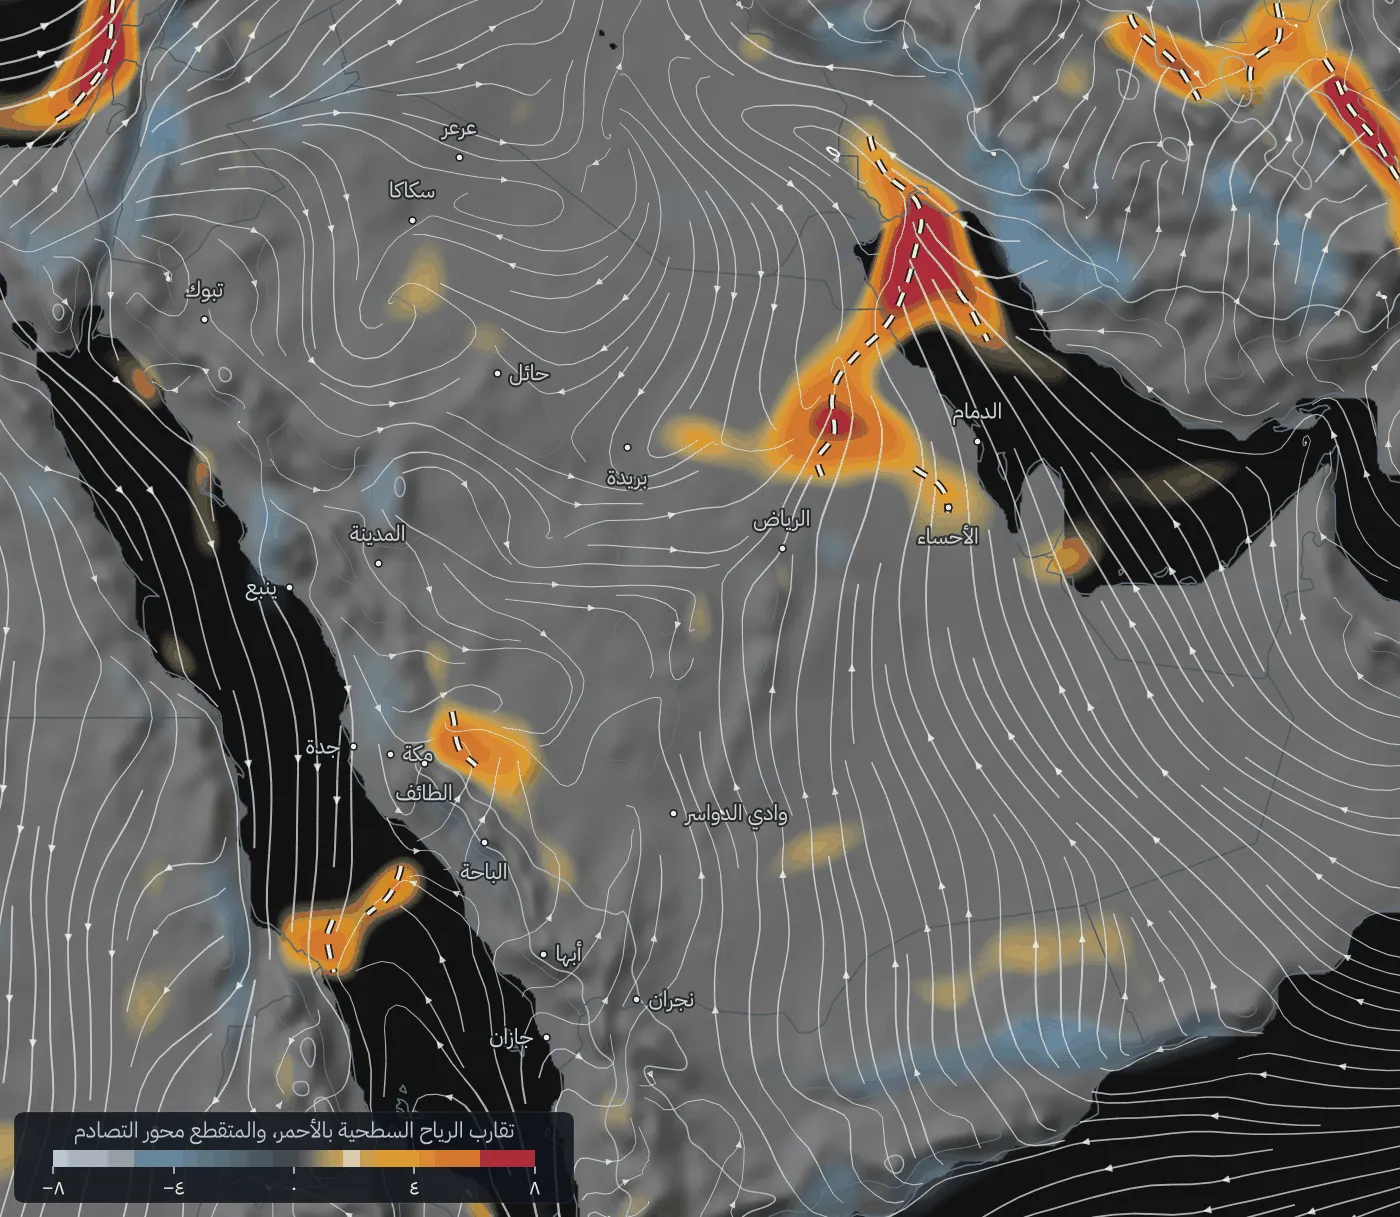 عرعر
سكاكا
تبوك
حائل
الدمام
بريدة
الرياض
الأحساء
المدينة
ينبع
جدة
مكة
الطائف
وادي الدواسر
الباحة
أبها
نجران
جازان
تقارب الرياح السطحية بالأحمر، والمتقطع محور التصادم
−٨ −٤ ٠ ٤ ٨